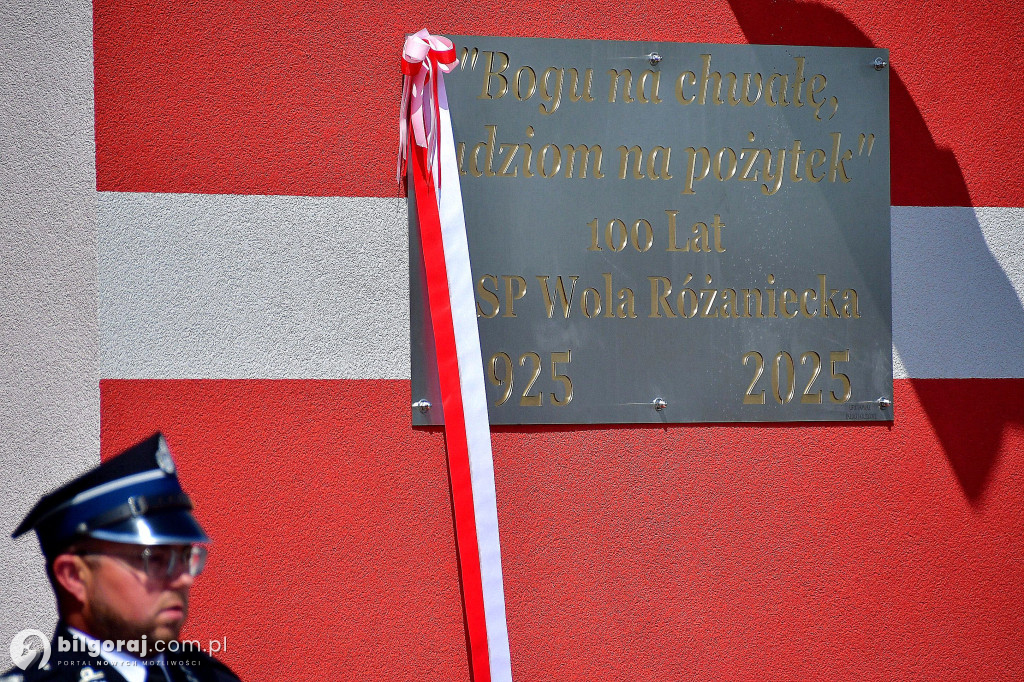 "Bogu na chwałę,
udziom na pożytek"
100 Lat
SP Wola Różaniecka
925 2025
bilgoraj.com.pl
PORTAL NOWYCH MOŻLIWOŚCI